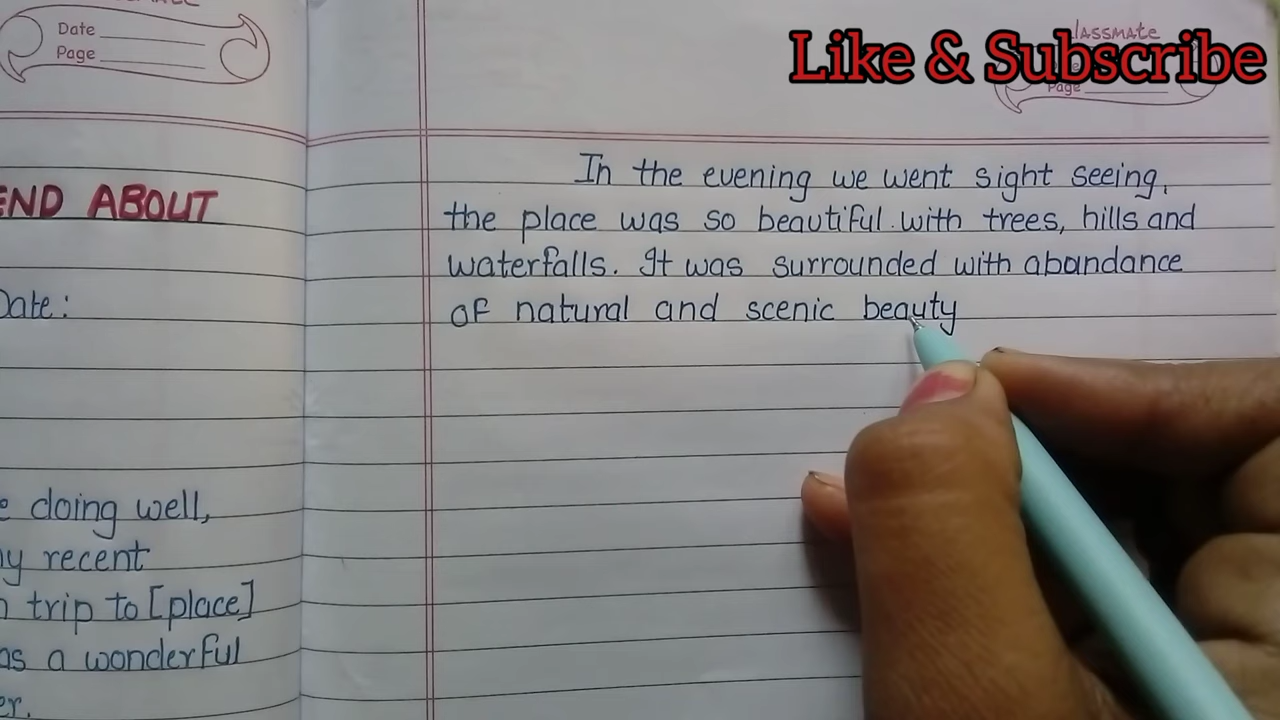 Date
Page
Like & Subscribe
classmate
Page
END ABOUT
Date:
e doing well,
my recent
trip to [place]
as a wonderful
er.
In the evening we went sight seeing,
the place was so beautiful with trees, hills and
waterfalls. It was surrounded with abandance
of natural and scenic beauty